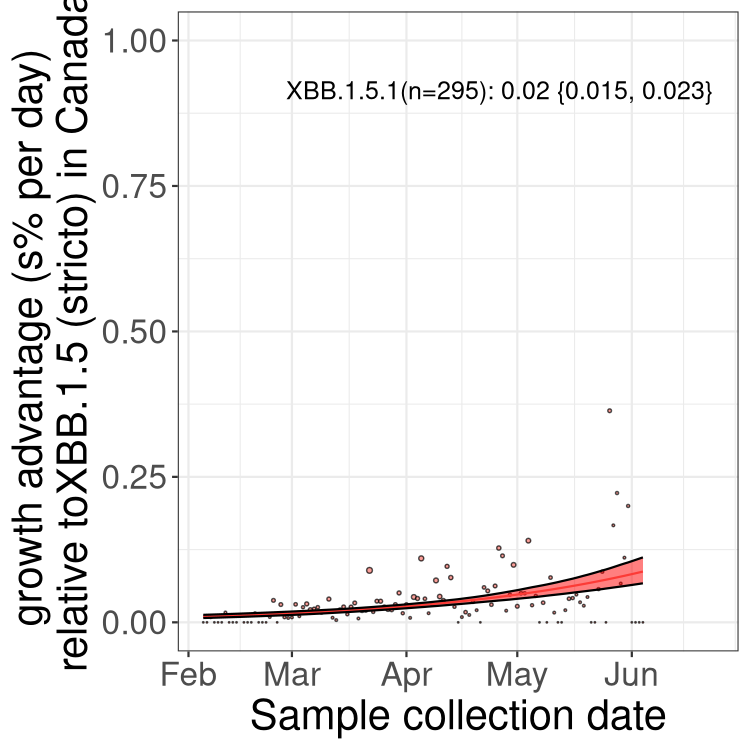 growth advantage (s% per day)
relative toXBB.1.5 (stricto) in Canada
1.00
0.75
0.50
0.25
0.00
XBB.1.5.1(n=295): 0.02 {0.015, 0.023}
Feb Mar Apr May Jun
Sample collection date